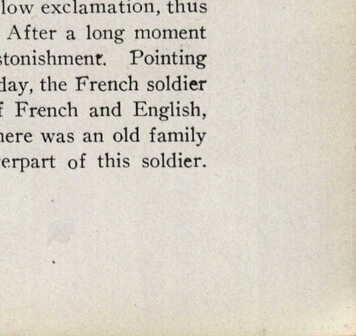 low exclamation, thus
After a long moment
stonishment. Pointing
day, the French soldier
f French and English,
here was an old family
erpart of this soldier.